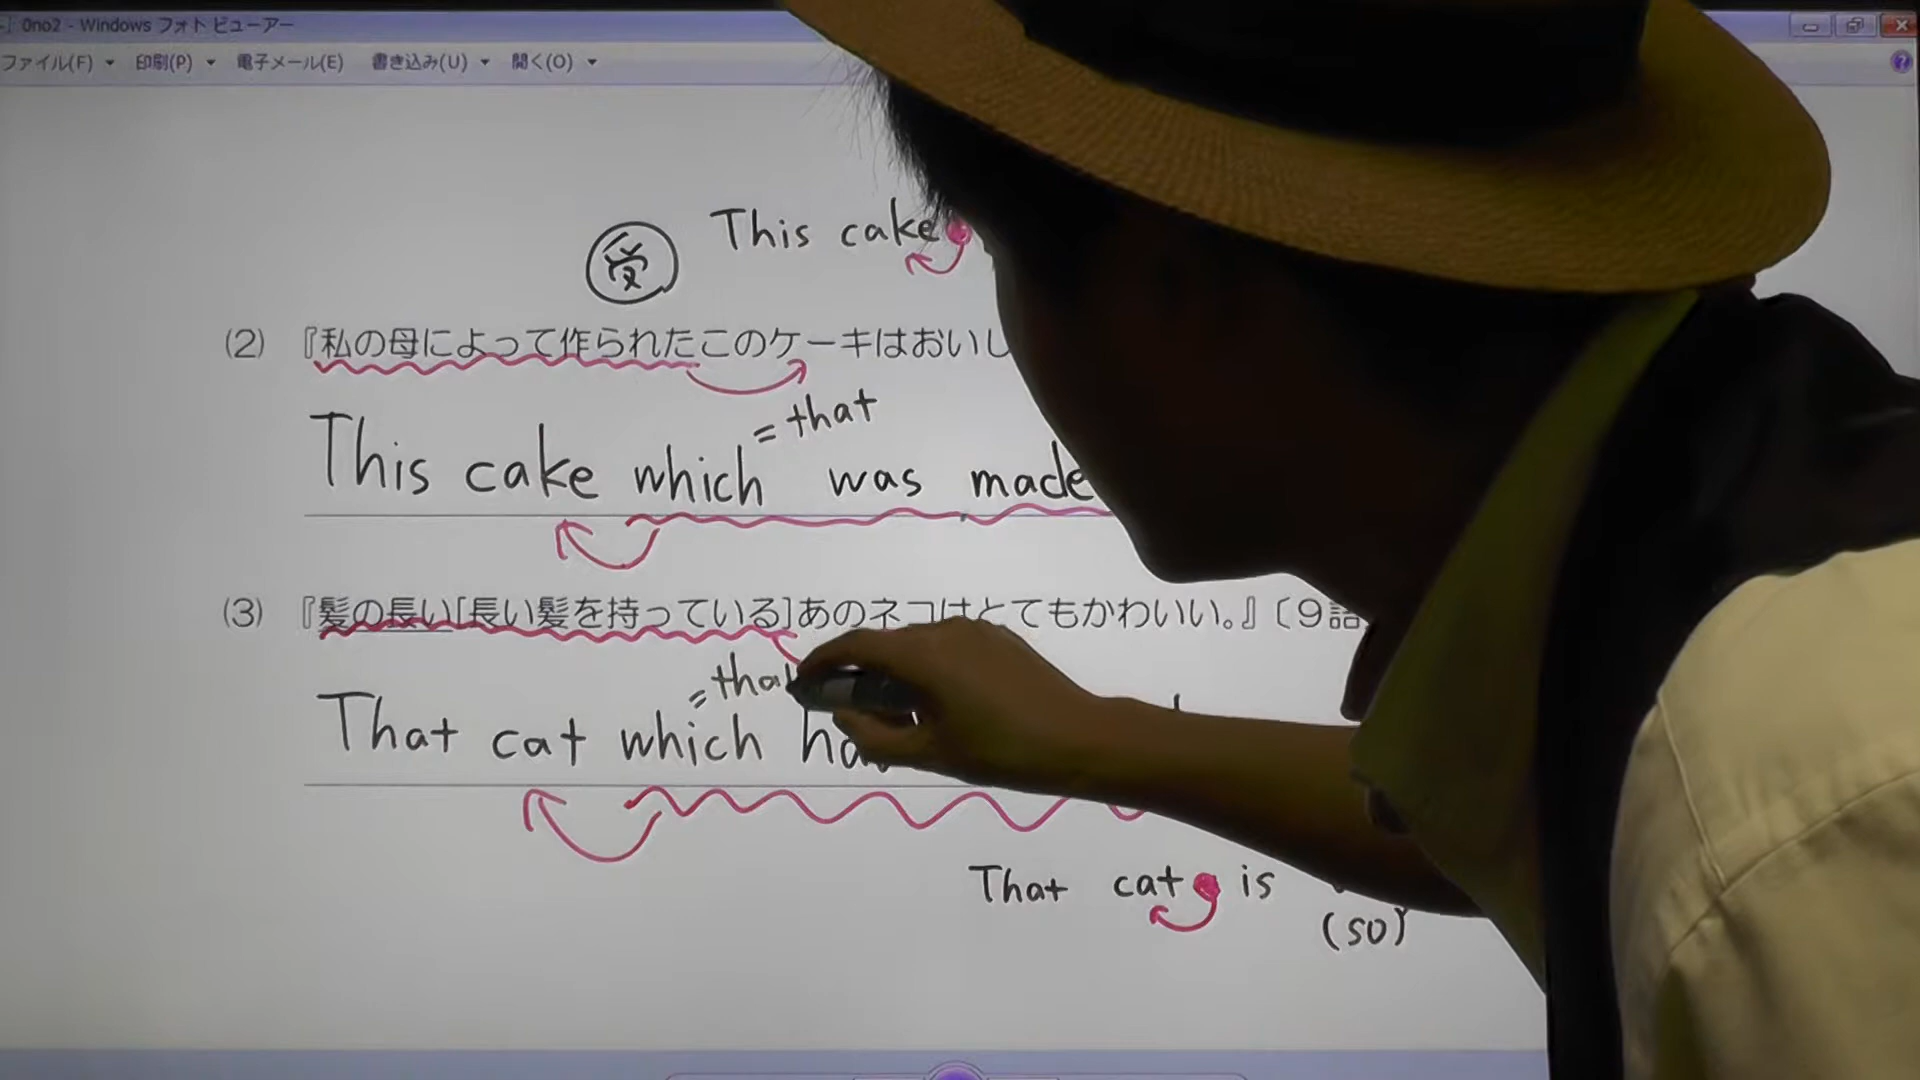 0no2 - Windows フォト ビューアー
ファイル(F) 印刷(P) 電子メール(E) 書き込み(U) 開く(O)
受 This cake
(2) 『私の母によって作られたこのケーキはおいし
= that
This cake which was made
(3) 『髪の長い[長い髪を持っている]あのネコはとてもかわいい。』〔9語
= that
That cat which
That cat is
(so)